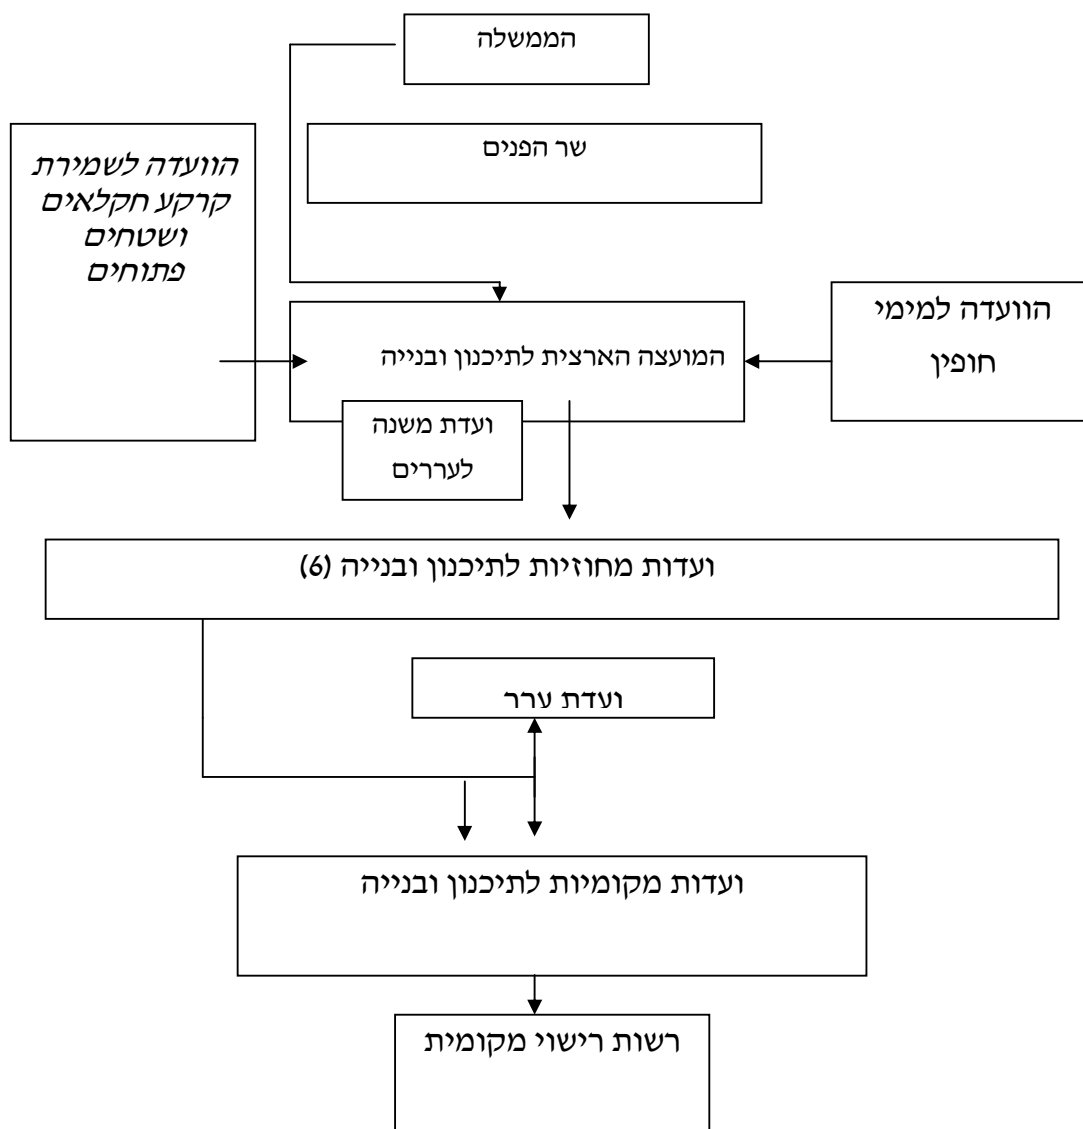 הממשלה
שר הפנים
הוועדה לשמירת
קרקע חקלאים
ושטחים
פתוחים
הוועדה למימי
חופין
המועצה הארצית לתיכנון ובנייה
ועדת משנה
לעררים
ועדות מחוזיות לתיכנון ובנייה (6)
ועדת ערר
ועדות מקומיות לתיכנון ובנייה
רשות רישוי מקומית